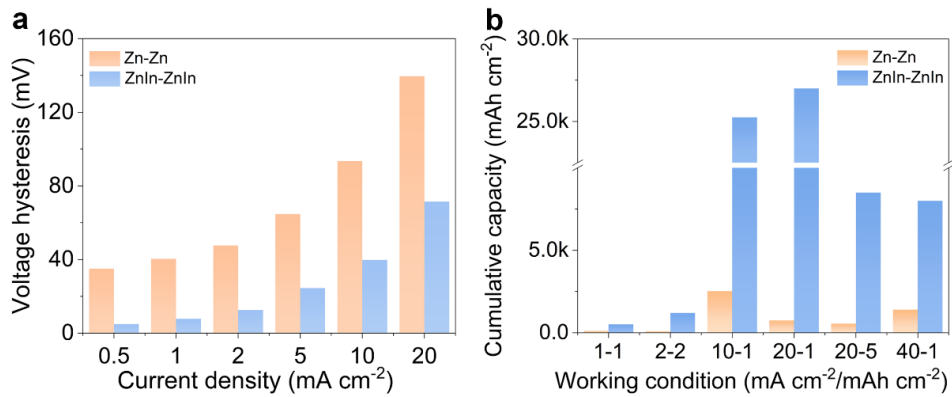 a
Voltage hysteresis (mV)
160
120
80
40
0
Zn-Zn
ZnIn-ZnIn
0.5 1 2 5 10 20
Current density (mA cm⁻²)
b
Cumulative capacity (mAh cm⁻²)
30.0k
25.0k
5.0k
0.0
Zn-Zn
ZnIn-ZnIn
1-1 2-2 10-1 20-1 20-5 40-1
Working condition (mA cm⁻²/mAh cm⁻²)